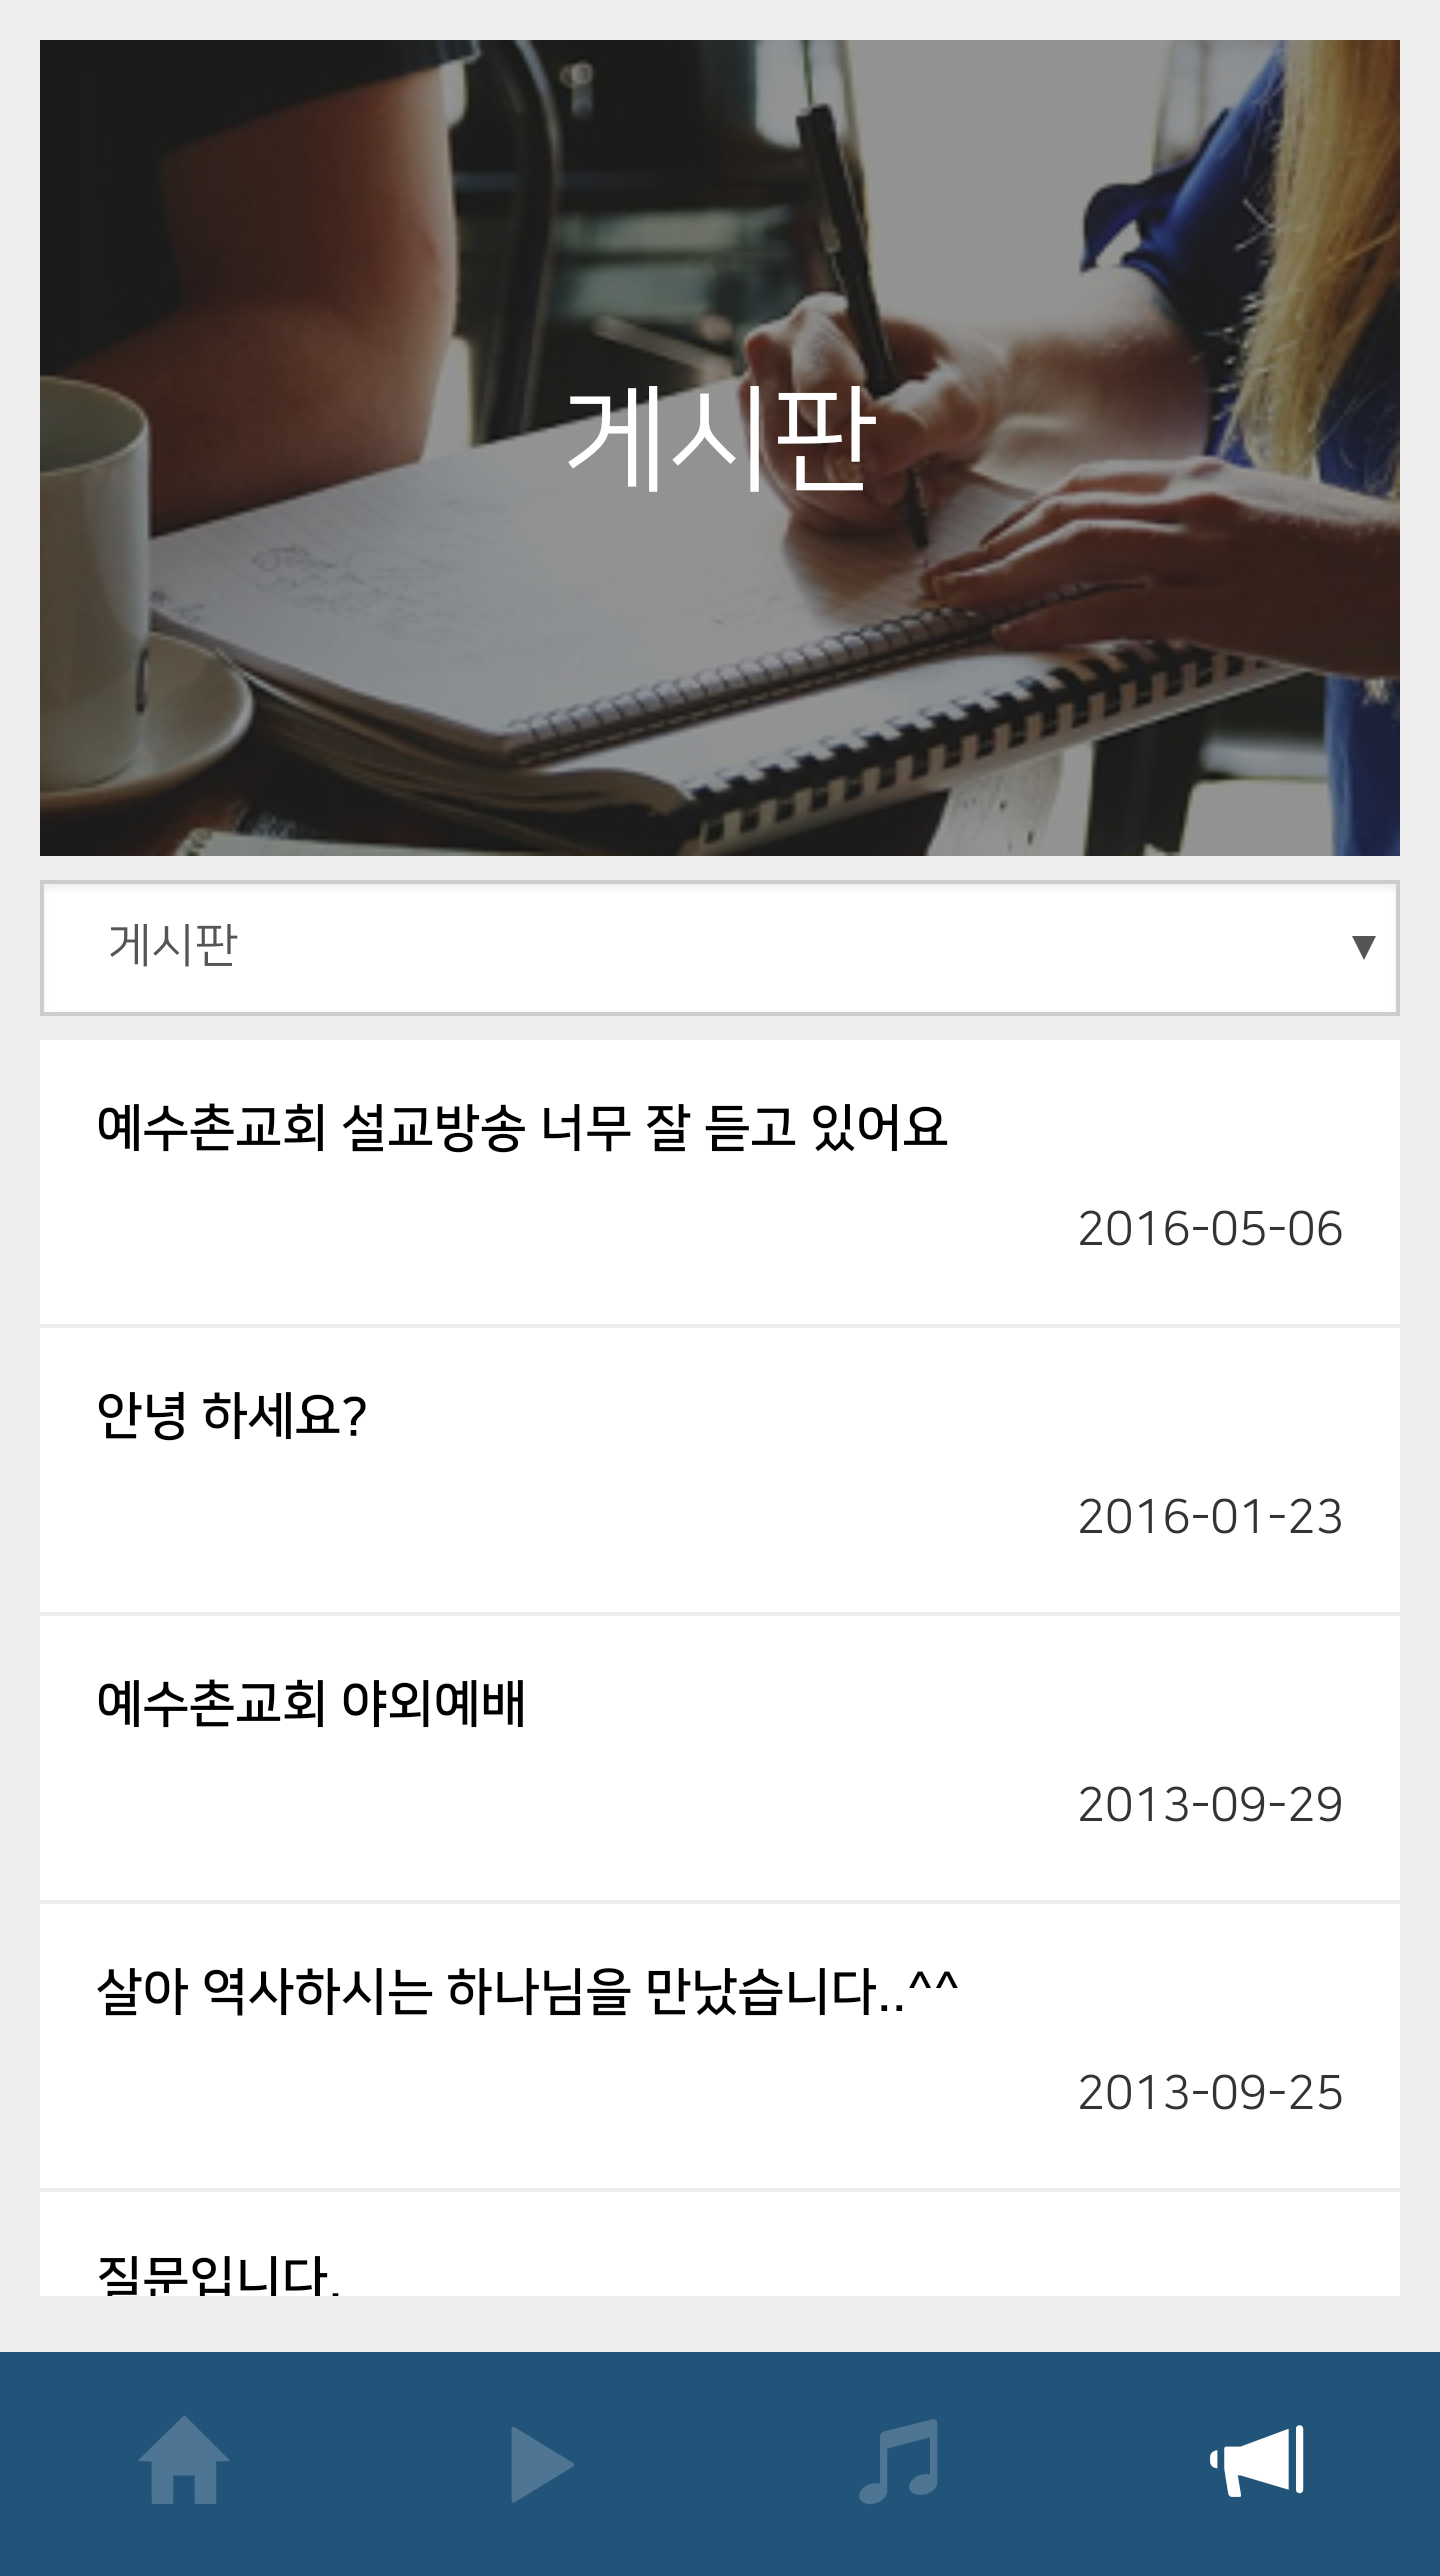 게시판
게시판
예수촌교회 설교방송 너무 잘 듣고 있어요
2016-05-06
안녕 하세요?
2016-01-23
예수촌교회 야외예배
2013-09-29
살아 역사하시는 하나님을 만났습니다..^^
2013-09-25
질문입니다.